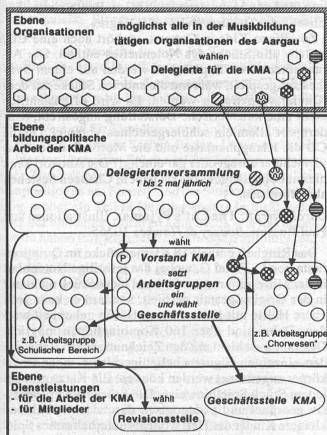 Ebene
Organisationen
möglichst alle in der Musikbildung
tätigen Organisationen des Aargau
wählen
Delegierte für die KMA
Ebene
bildungspolitische
Arbeit der KMA
Delegiertenversammlung
1 bis 2 mal jährlich
wählt
P
Vorstand KMA
setzt
Arbeitsgruppen
ein
und wählt
Geschäftsstelle
z.B. Arbeitsgruppe
Schulischer Bereich
z.B. Arbeitsgruppe
„Chorwesen"
Ebene
Dienstleistungen
- für die Arbeit der KMA
- für Mitglieder
wählt
Revisionsstelle
Geschäftsstelle KMA